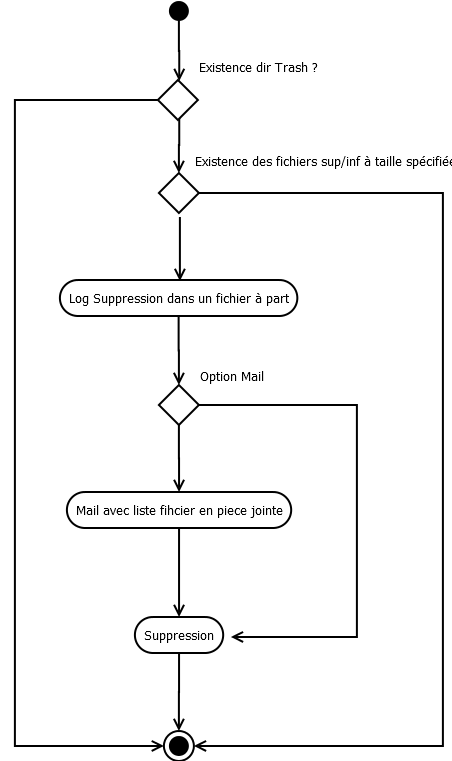 Existence dir Trash ?
Existence des fichiers sup/inf à taille spécifiée
Log Suppression dans un fichier à part
Option Mail
Mail avec liste fihcier en piece jointe
Suppression